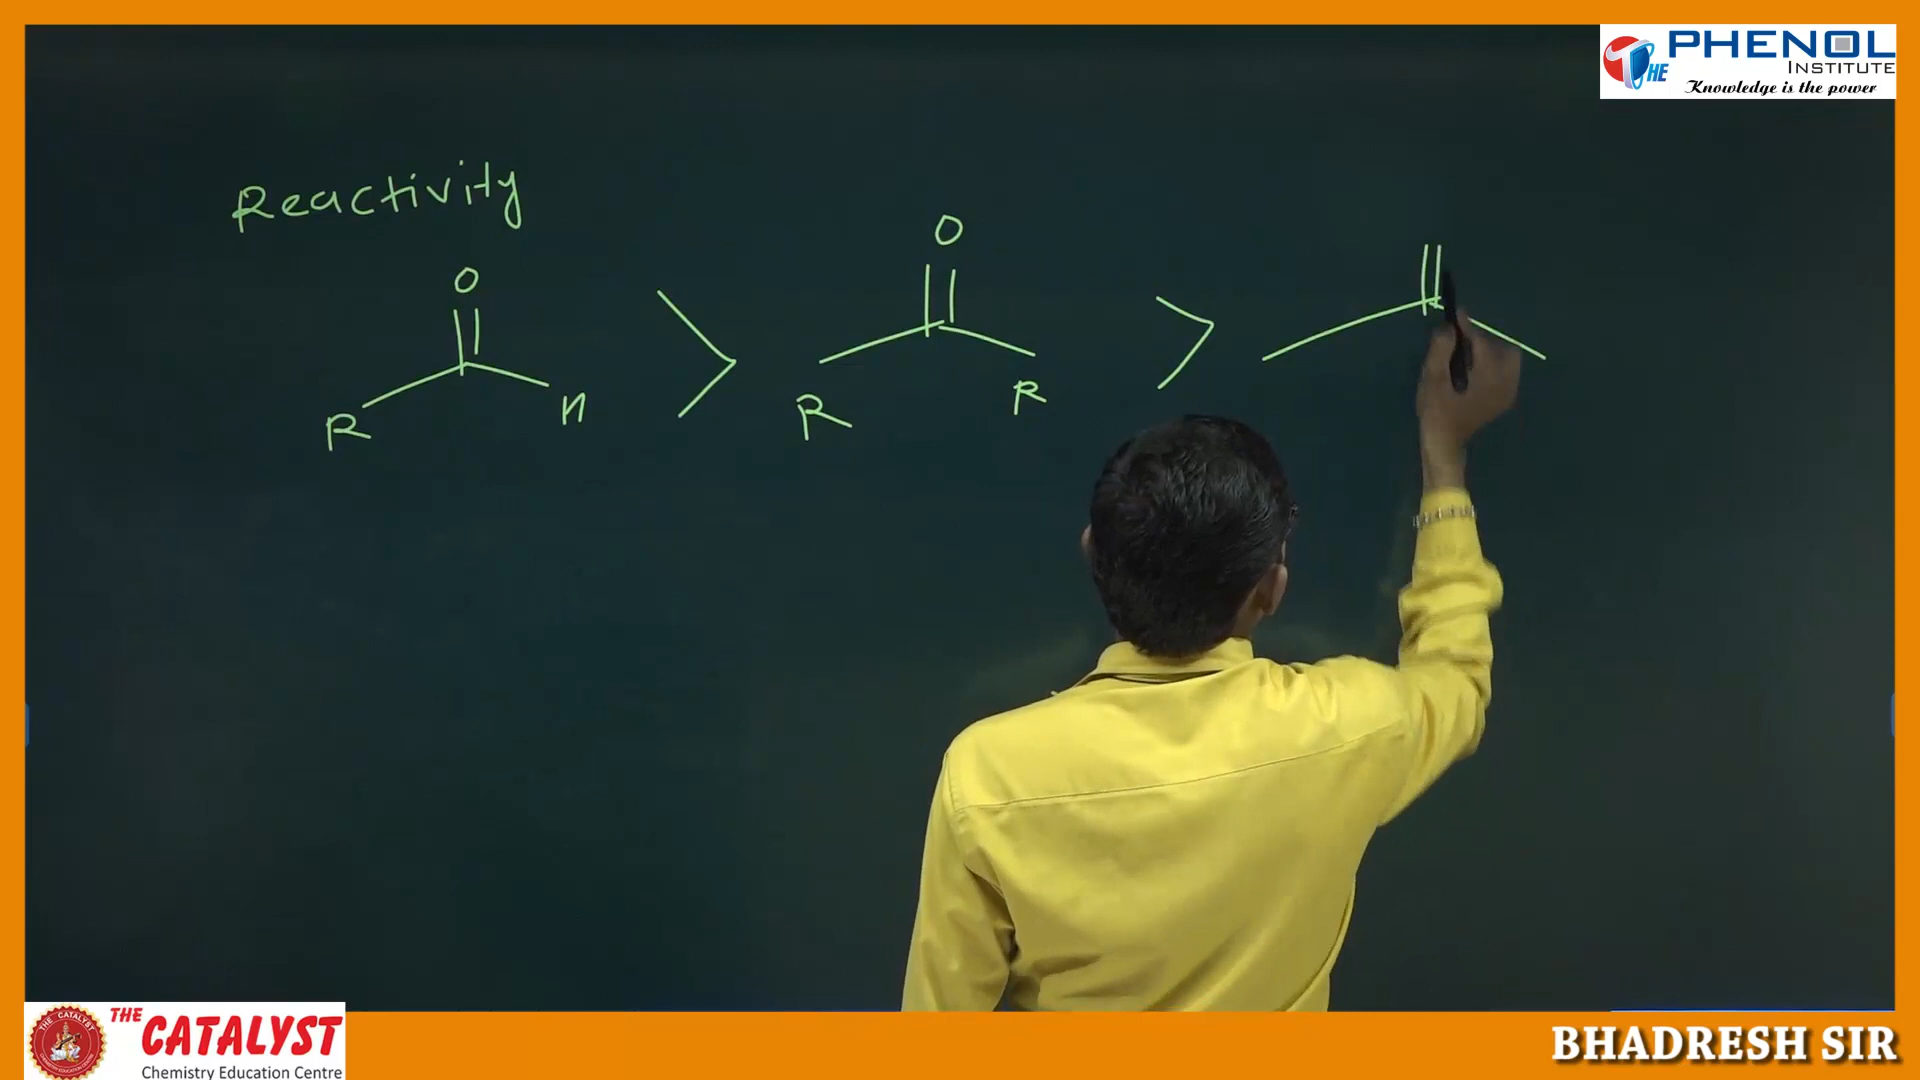 PHENOL
THE
INSTITUTE
Knowledge is the power
Reactivity
O
O
R
H
>
R
R
>
THE CATALYST
Chemistry Education Centre
BHADRESH SIR